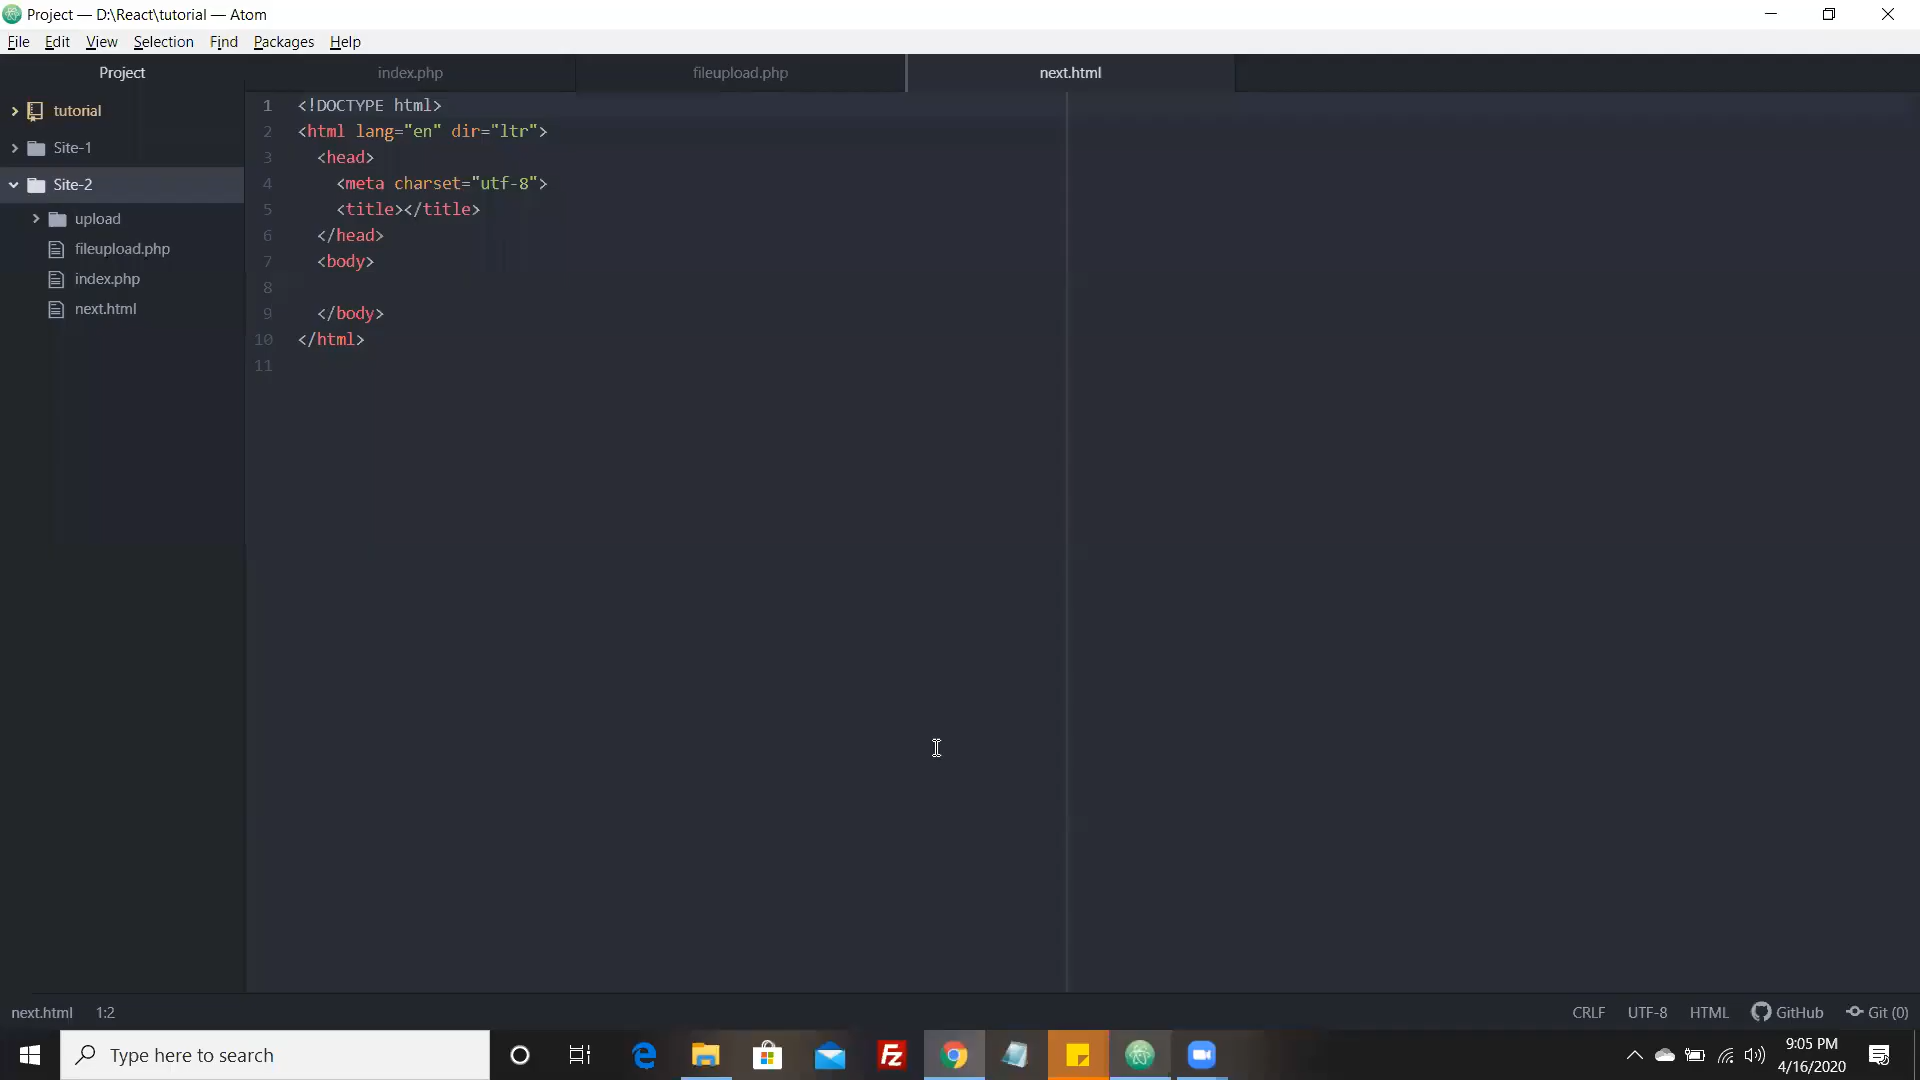 Project — D:\React\tutorial — Atom
File Edit View Selection Find Packages Help
Project
index.php
fileupload.php
next.html
tutorial
Site-1
Site-2
upload
fileupload.php
index.php
next.html
1 <!DOCTYPE html>
2 <html lang="en" dir="ltr">
3 <head>
4 <meta charset="utf-8">
5 <title></title>
6 </head>
7 <body>
8
9 </body>
10 </html>
11
next.html 1:2
CRLF UTF-8 HTML GitHub Git (0)
Type here to search
Fz
9:05 PM
4/16/2020